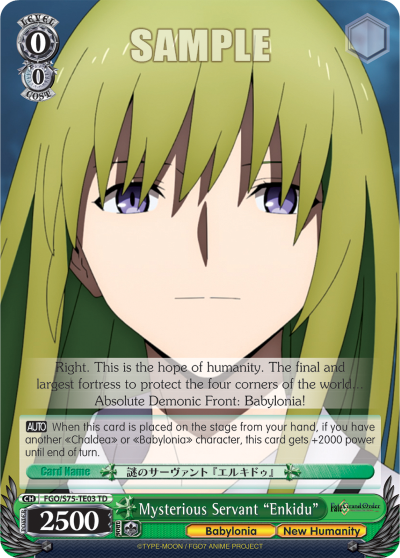 LEVEL
0
0
COST
SAMPLE
Right. This is the hope of humanity. The final and
largest fortress to protect the four corners of the world...
Absolute Demonic Front: Babylonia!
AUTO When this card is placed on the stage from your hand, if you have
another «Chaldea» or «Babylonia» character, this card gets +2000 power
until end of turn.
Card Name 謎のサーヴァント『エルキドゥ』
CH FGO/S75-TE03 TD
Mysterious Servant “Enkidu”
Fate/Grand Order
2500
Babylonia New Humanity
©TYPE-MOON / FGO7 ANIME PROJECT